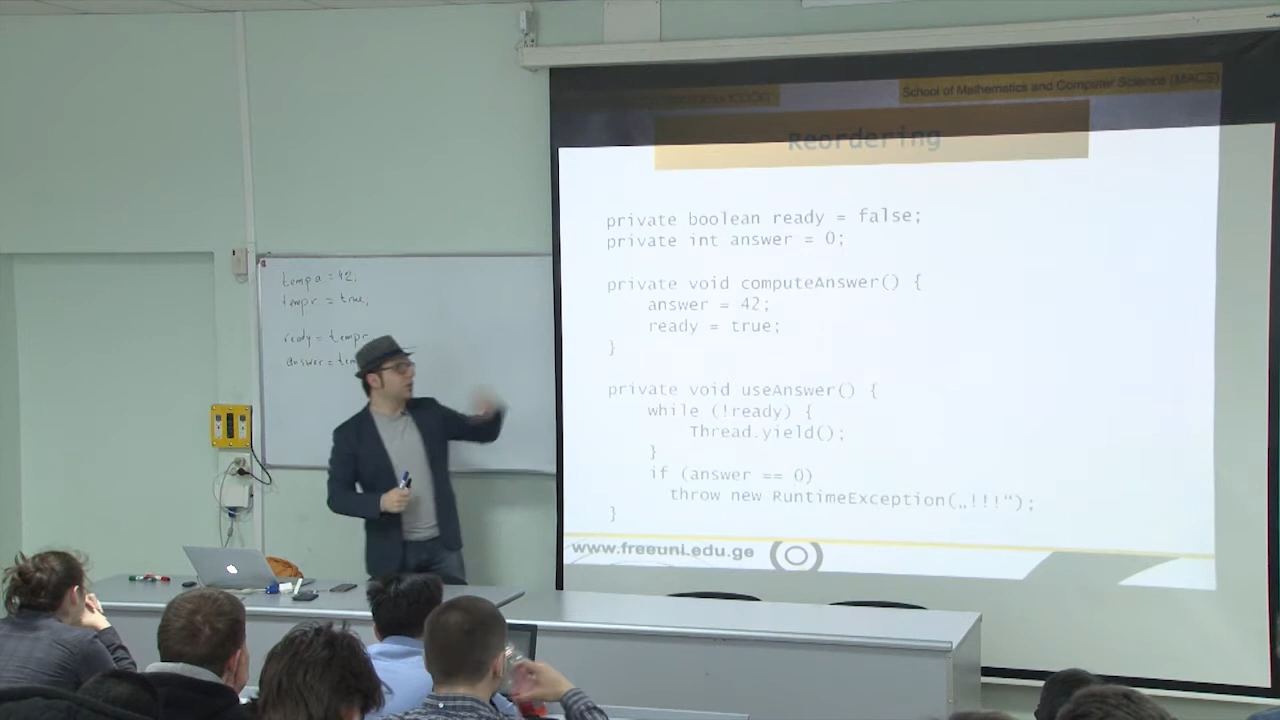 tempa = 42;
tempr = true;
ready = tempr
answer =
School of Mathematics and Computer Science (MACS)
Reordering
private boolean ready = false;
private int answer = 0;
private void computeAnswer() {
answer = 42;
ready = true;
}
private void useAnswer() {
while (!ready) {
Thread.yield();
}
if (answer == 0)
throw new RuntimeException(„!!!“);
}
www.freeuni.edu.ge